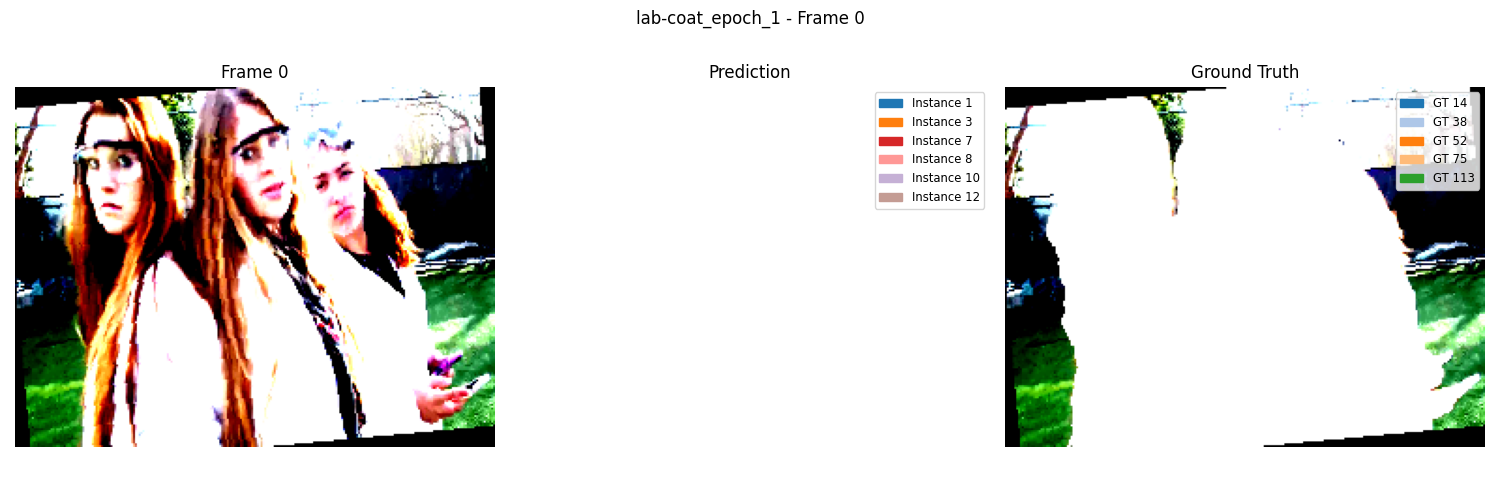 lab-coat_epoch_1 - Frame 0
Frame 0
Prediction
Ground Truth
Instance 1
Instance 3
Instance 7
Instance 8
Instance 10
Instance 12
GT 14
GT 38
GT 52
GT 75
GT 113